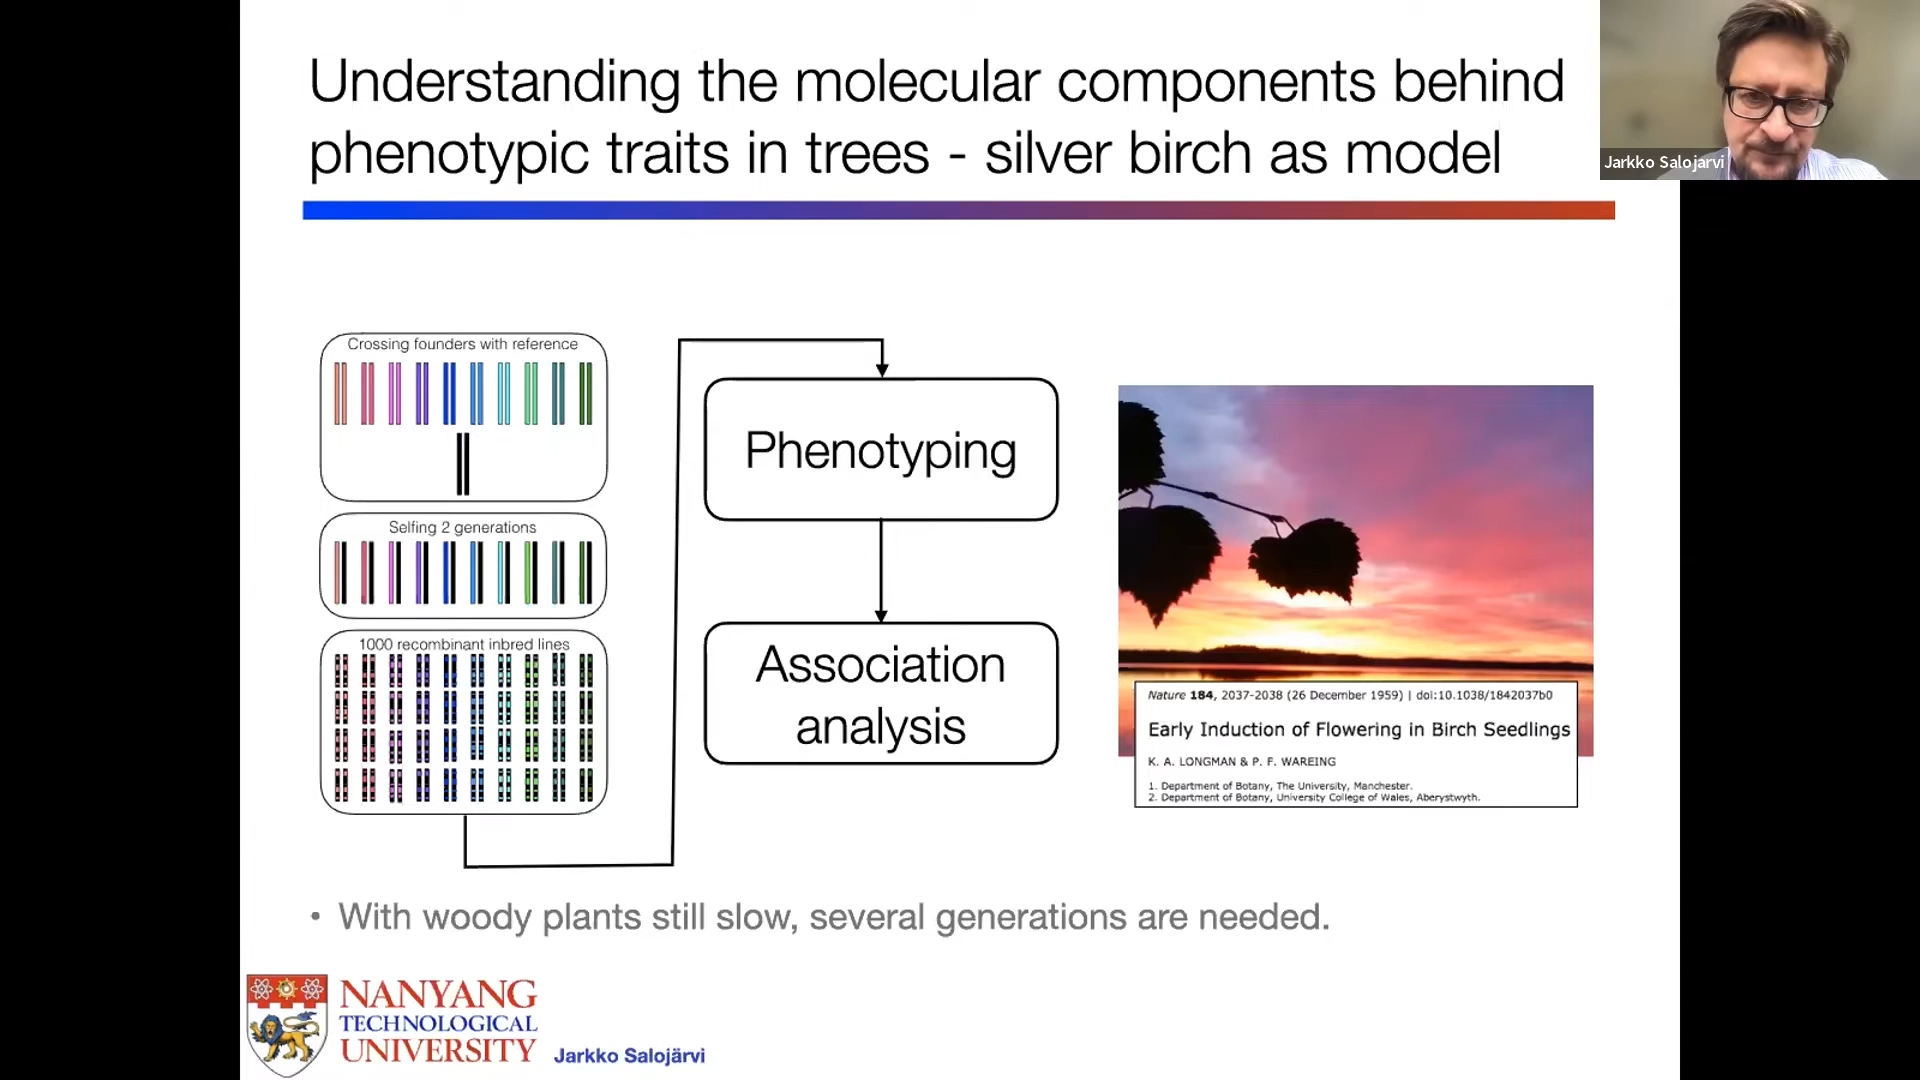 Understanding the molecular components behind
phenotypic traits in trees - silver birch as model
Jarkko Salojarvi
Crossing founders with reference
Selfing 2 generations
1000 recombinant inbred lines
Phenotyping
Association
analysis
Nature 184, 2037-2038 (26 December 1959) | doi:10.1038/1842037b0
Early Induction of Flowering in Birch Seedlings
K. A. LONGMAN & P. F. WAREING
1. Department of Botany, The University, Manchester.
2. Department of Botany, University College of Wales, Aberystwyth.
• With woody plants still slow, several generations are needed.
NANYANG
TECHNOLOGICAL
UNIVERSITY
Jarkko Salojärvi